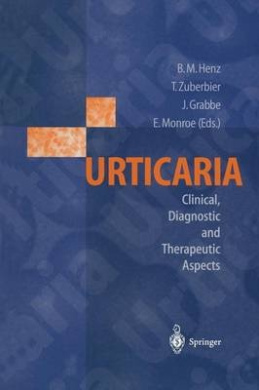 B. M. Henz
T. Zuberbier
J. Grabbe
E. Monroe (Eds.)
URTICARIA
Clinical,
Diagnostic
and
Therapeutic
Aspects
Springer